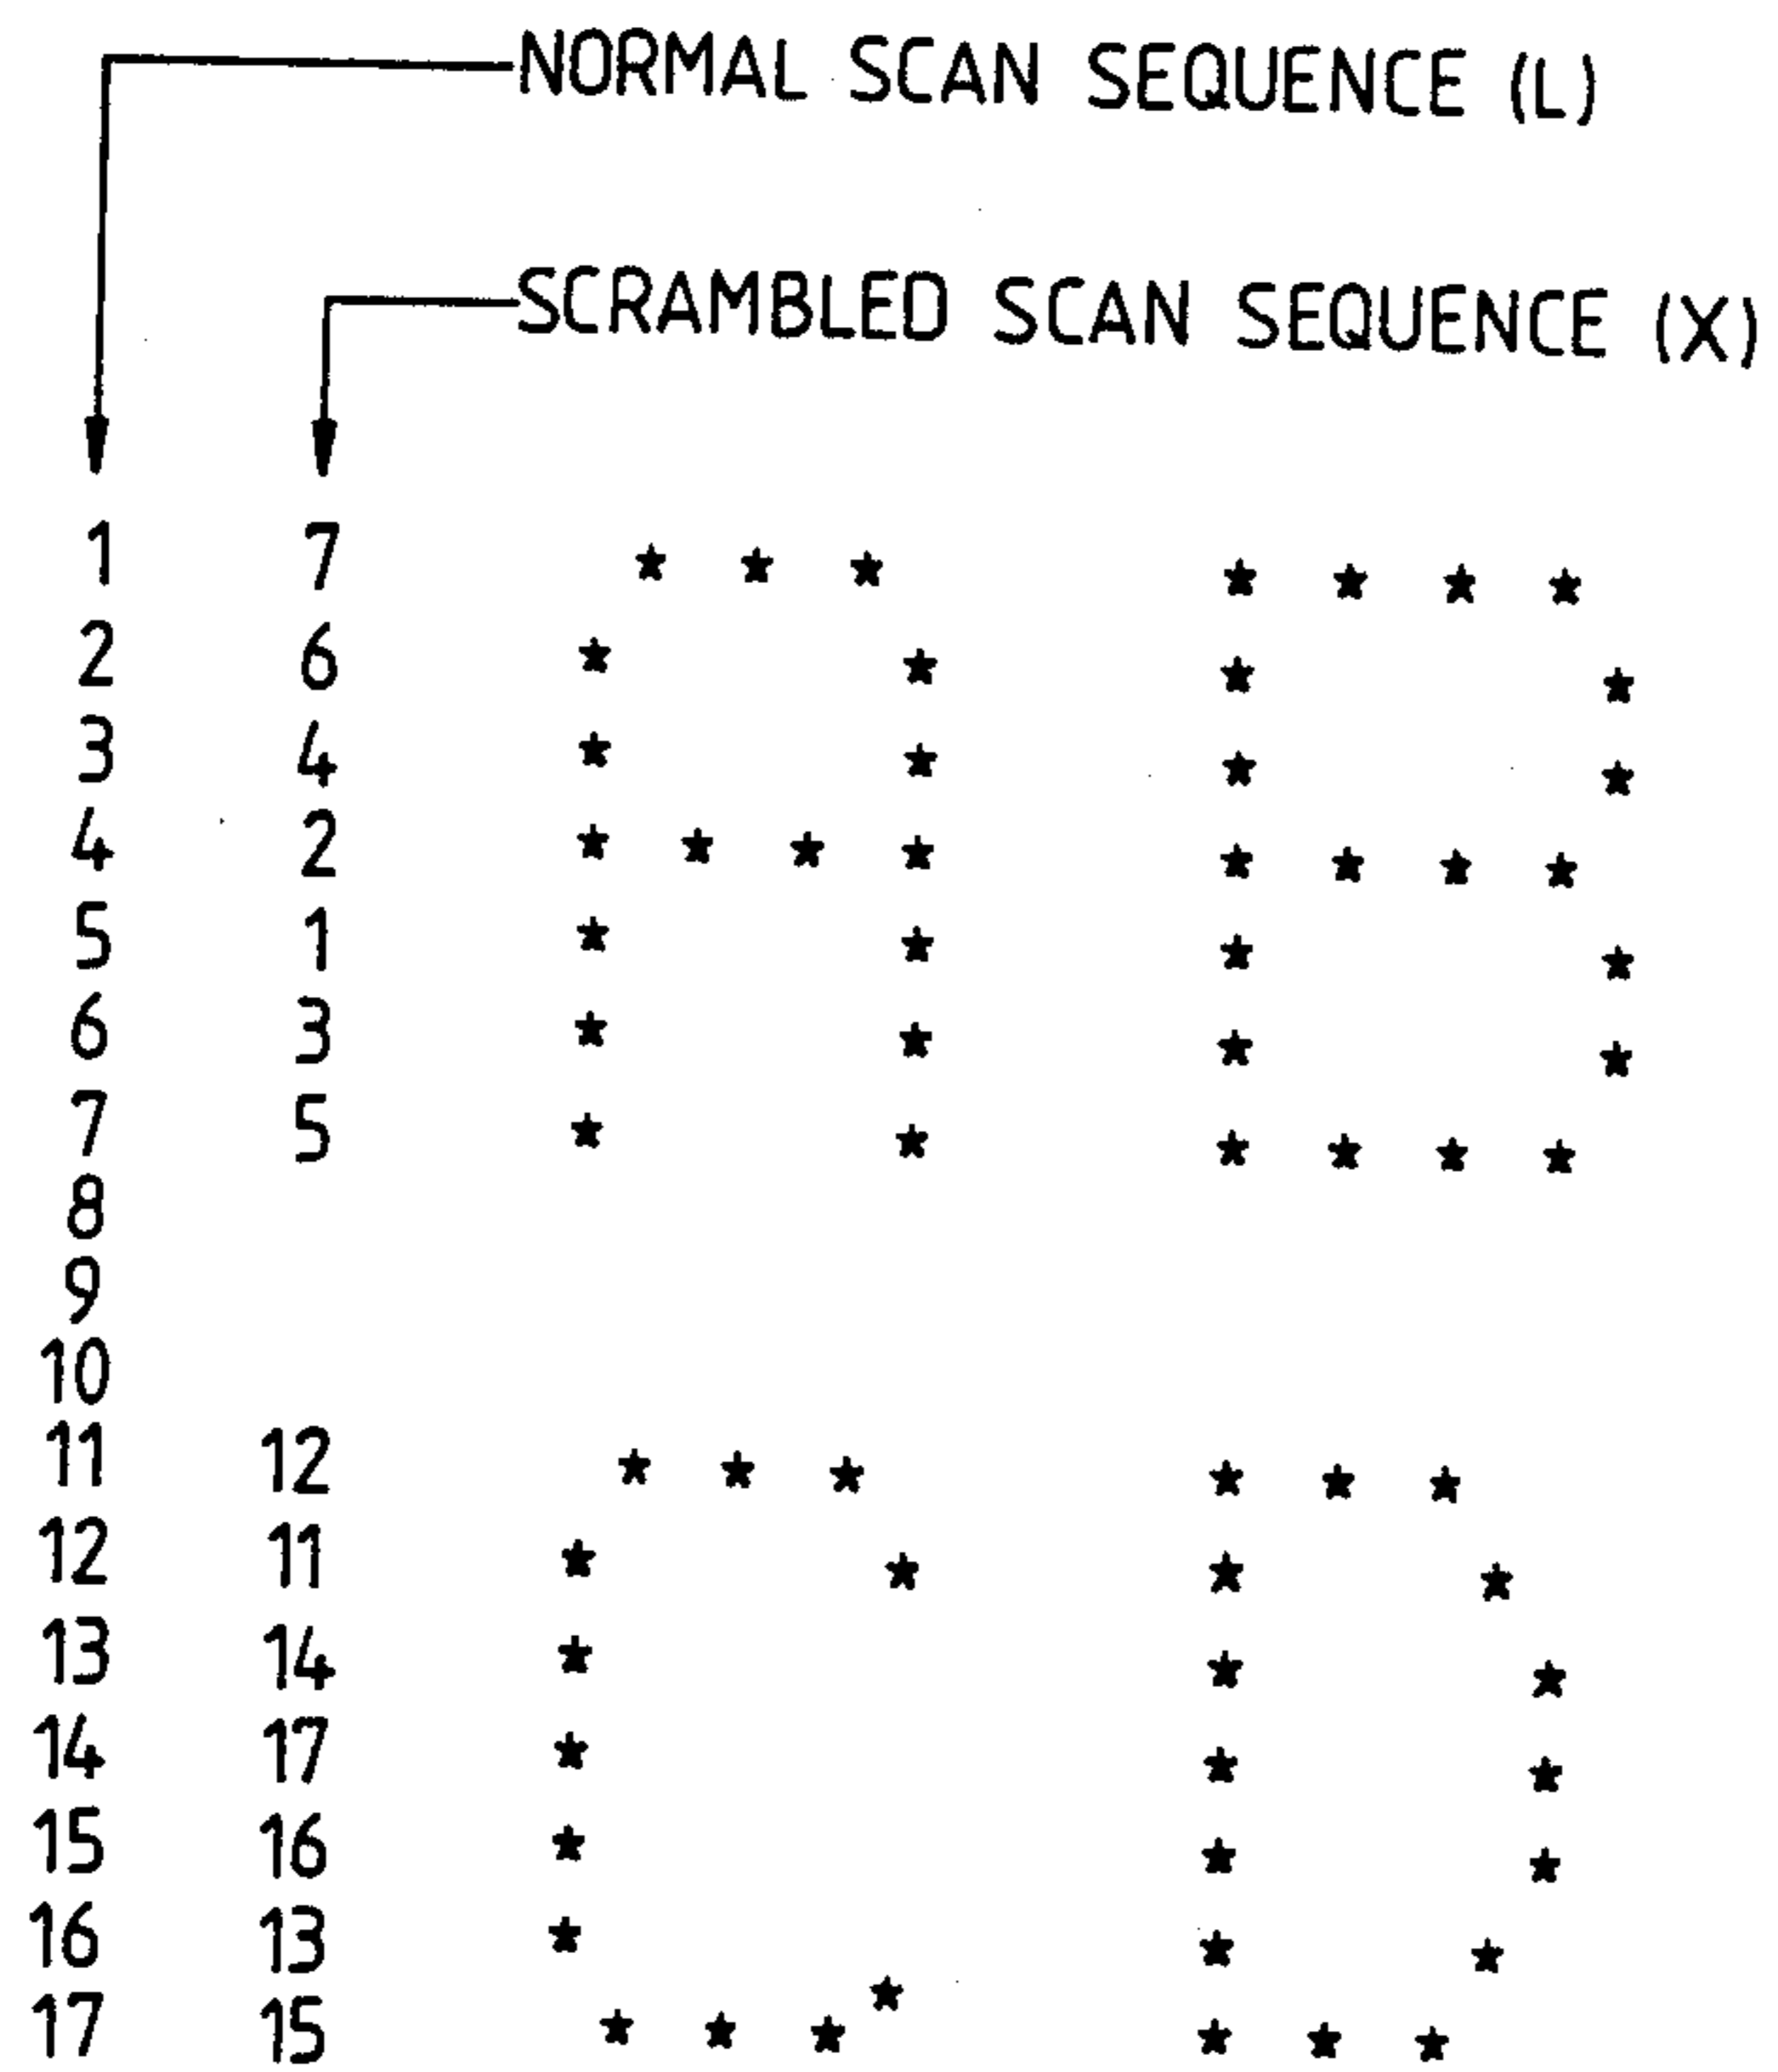 NORMAL SCAN SEQUENCE (L)
SCRAMBLED SCAN SEQUENCE (X)
1 7 * * * * * * *
2 6 * * * *
3 4 * * * *
4 2 * * * * * * * *
5 1 * * * *
6 3 * * * *
7 5 * * * * * *
8
9
10
11 12 * * * * * *
12 11 * * * *
13 14 * * *
14 17 * * *
15 16 * * *
16 13 * * *
17 15 * * * * * * *